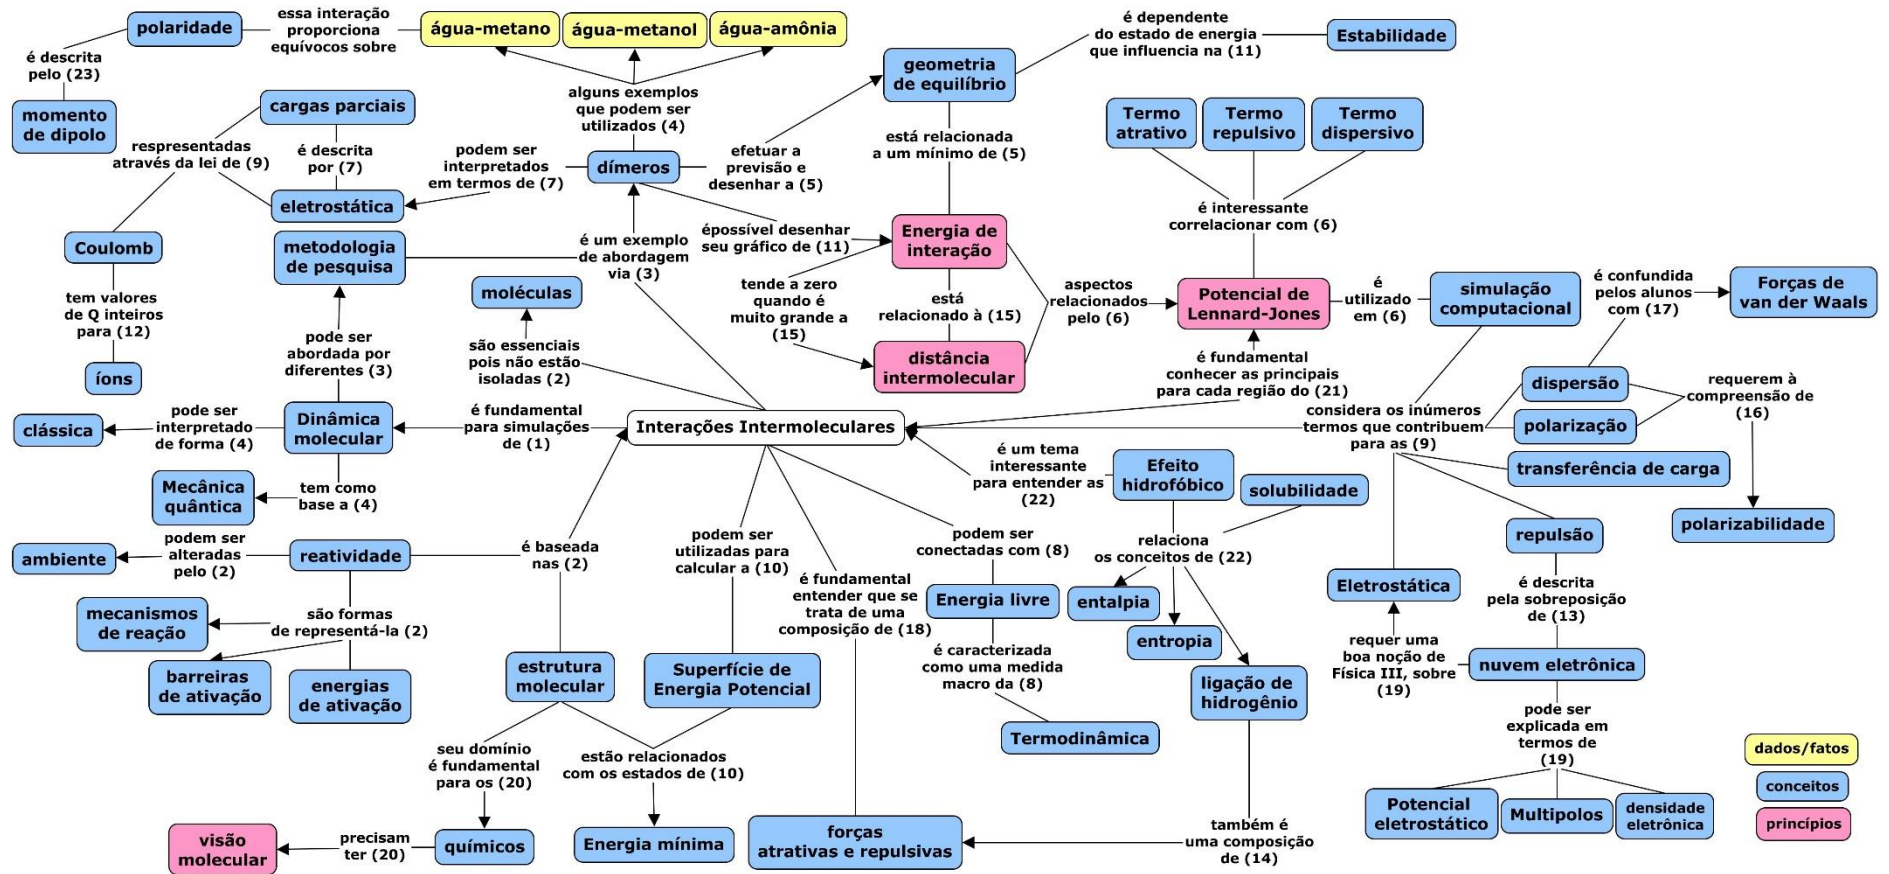 polaridade
essa interação
proporciona
equívocos sobre
água-metano
água-metanol
água-amônia
é dependente
do estado de energia
que influencia na (11)
Estabilidade
é descrita
pelo (23)
momento
de dipolo
cargas parciais
alguns exemplos
que podem ser
utilizados (4)
geometria
de equilíbrio
Termo
atrativo
Termo
repulsivo
Termo
dispersivo
respresentadas
através da lei de (9)
é descrita
por (7)
podem ser
interpretados
em termos de (7)
dímeros
efetuar a
previsão e
desenhar a (5)
está relacionada
a um mínimo de (5)
eletrostática
é interessante
correlacionar com (6)
Coulomb
metodologia
de pesquisa
é um exemplo
de abordagem
via (3)
épossível desenhar
seu gráfico de (11)
Energia de
interação
tem valores
de Q inteiros
para (12)
moléculas
tende a zero
quando é
muito grande a
(15)
está
relacionado à (15)
aspectos
relacionados
pelo (6)
Potencial de
Lennard-Jones
é
utilizado
em (6)
simulação
computacional
é confundida
pelos alunos
com (17)
Forças de
van der Waals
íons
pode ser
abordada por
diferentes (3)
são essenciais
pois não estão
isoladas (2)
distância
intermolecular
é fundamental
conhecer as principais
para cada região do (21)
dispersão
requerem à
compreensão de
(16)
clássica
pode ser
interpretado
de forma (4)
Dinâmica
molecular
é fundamental
para simulações
de (1)
Interações Intermoleculares
considera os inúmeros
termos que contribuem
para as (9)
polarização
Mecânica
quântica
tem como
base a (4)
é um tema
interessante
para entender as
(22)
Efeito
hidrofóbico
solubilidade
transferência de carga
polarizabilidade
ambiente
podem ser
alteradas
pelo (2)
reatividade
é baseada
nas (2)
podem ser
utilizadas para
calcular a (10)
podem ser
conectadas com (8)
relaciona
os conceitos de (22)
repulsão
mecanismos
de reação
são formas
de representá-la (2)
é fundamental
entender que se
trata de uma
composição de (18)
Energia livre
entalpia
entropia
Eletrostática
é descrita
pela sobreposição
de (13)
barreiras
de ativação
energias
de ativação
estrutura
molecular
Superfície de
Energia Potencial
é caracterizada
como uma medida
macro da (8)
ligação de
hidrogênio
requer uma
boa noção de
Física III, sobre
(19)
nuvem eletrônica
Termodinâmica
seu domínio
é fundamental
para os (20)
estão relacionados
com os estados de (10)
pode ser
explicada em
termos de
(19)
visão
molecular
precisam
ter (20)
químicos
Energia mínima
forças
atrativas e repulsivas
também é
uma composição
de (14)
Potencial
eletrostático
Multipolos
densidade
eletrônica
dados/fatos
conceitos
princípios